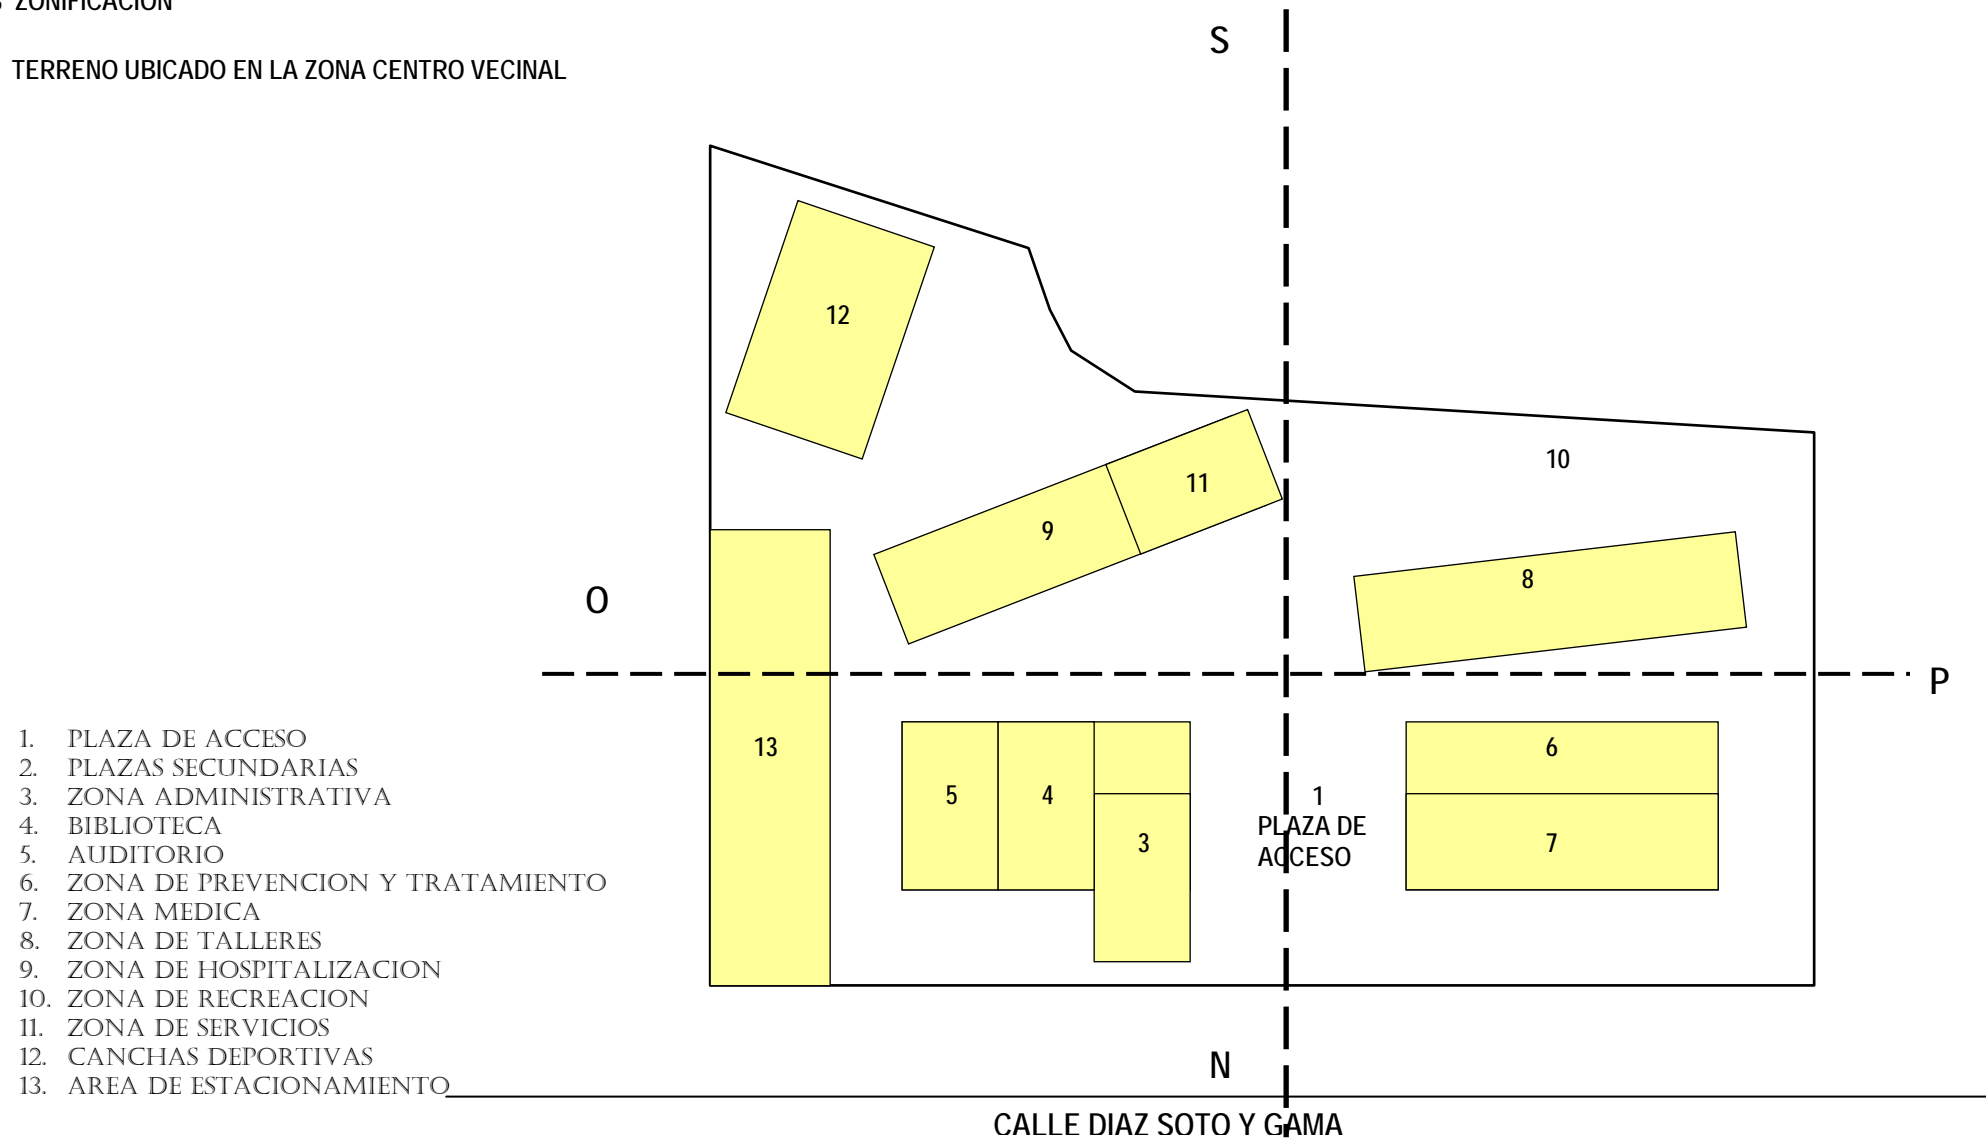 ZONIFICACION
TERRENO UBICADO EN LA ZONA CENTRO VECINAL
S
12
10
11
9
8
O
P
13
5
4
3
6
7
1
PLAZA DE
ACCESO
1. PLAZA DE ACCESO
2. PLAZAS SECUNDARIAS
3. ZONA ADMINISTRATIVA
4. BIBLIOTECA
5. AUDITORIO
6. ZONA DE PREVENCION Y TRATAMIENTO
7. ZONA MEDICA
8. ZONA DE TALLERES
9. ZONA DE HOSPITALIZACION
10. ZONA DE RECREACION
11. ZONA DE SERVICIOS
12. CANCHAS DEPORTIVAS
13. AREA DE ESTACIONAMIENTO
N
CALLE DIAZ SOTO Y GAMA